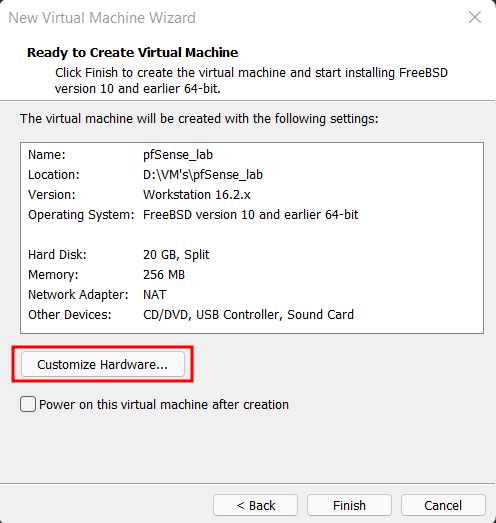 New Virtual Machine Wizard
Ready to Create Virtual Machine
Click Finish to create the virtual machine and start installing FreeBSD
version 10 and earlier 64-bit.
The virtual machine will be created with the following settings:
Name: pfSense_lab
Location: D:\VM's\pfSense_lab
Version: Workstation 16.2.x
Operating System: FreeBSD version 10 and earlier 64-bit
Hard Disk: 20 GB, Split
Memory: 256 MB
Network Adapter: NAT
Other Devices: CD/DVD, USB Controller, Sound Card
Customize Hardware...
Power on this virtual machine after creation
< Back Finish Cancel